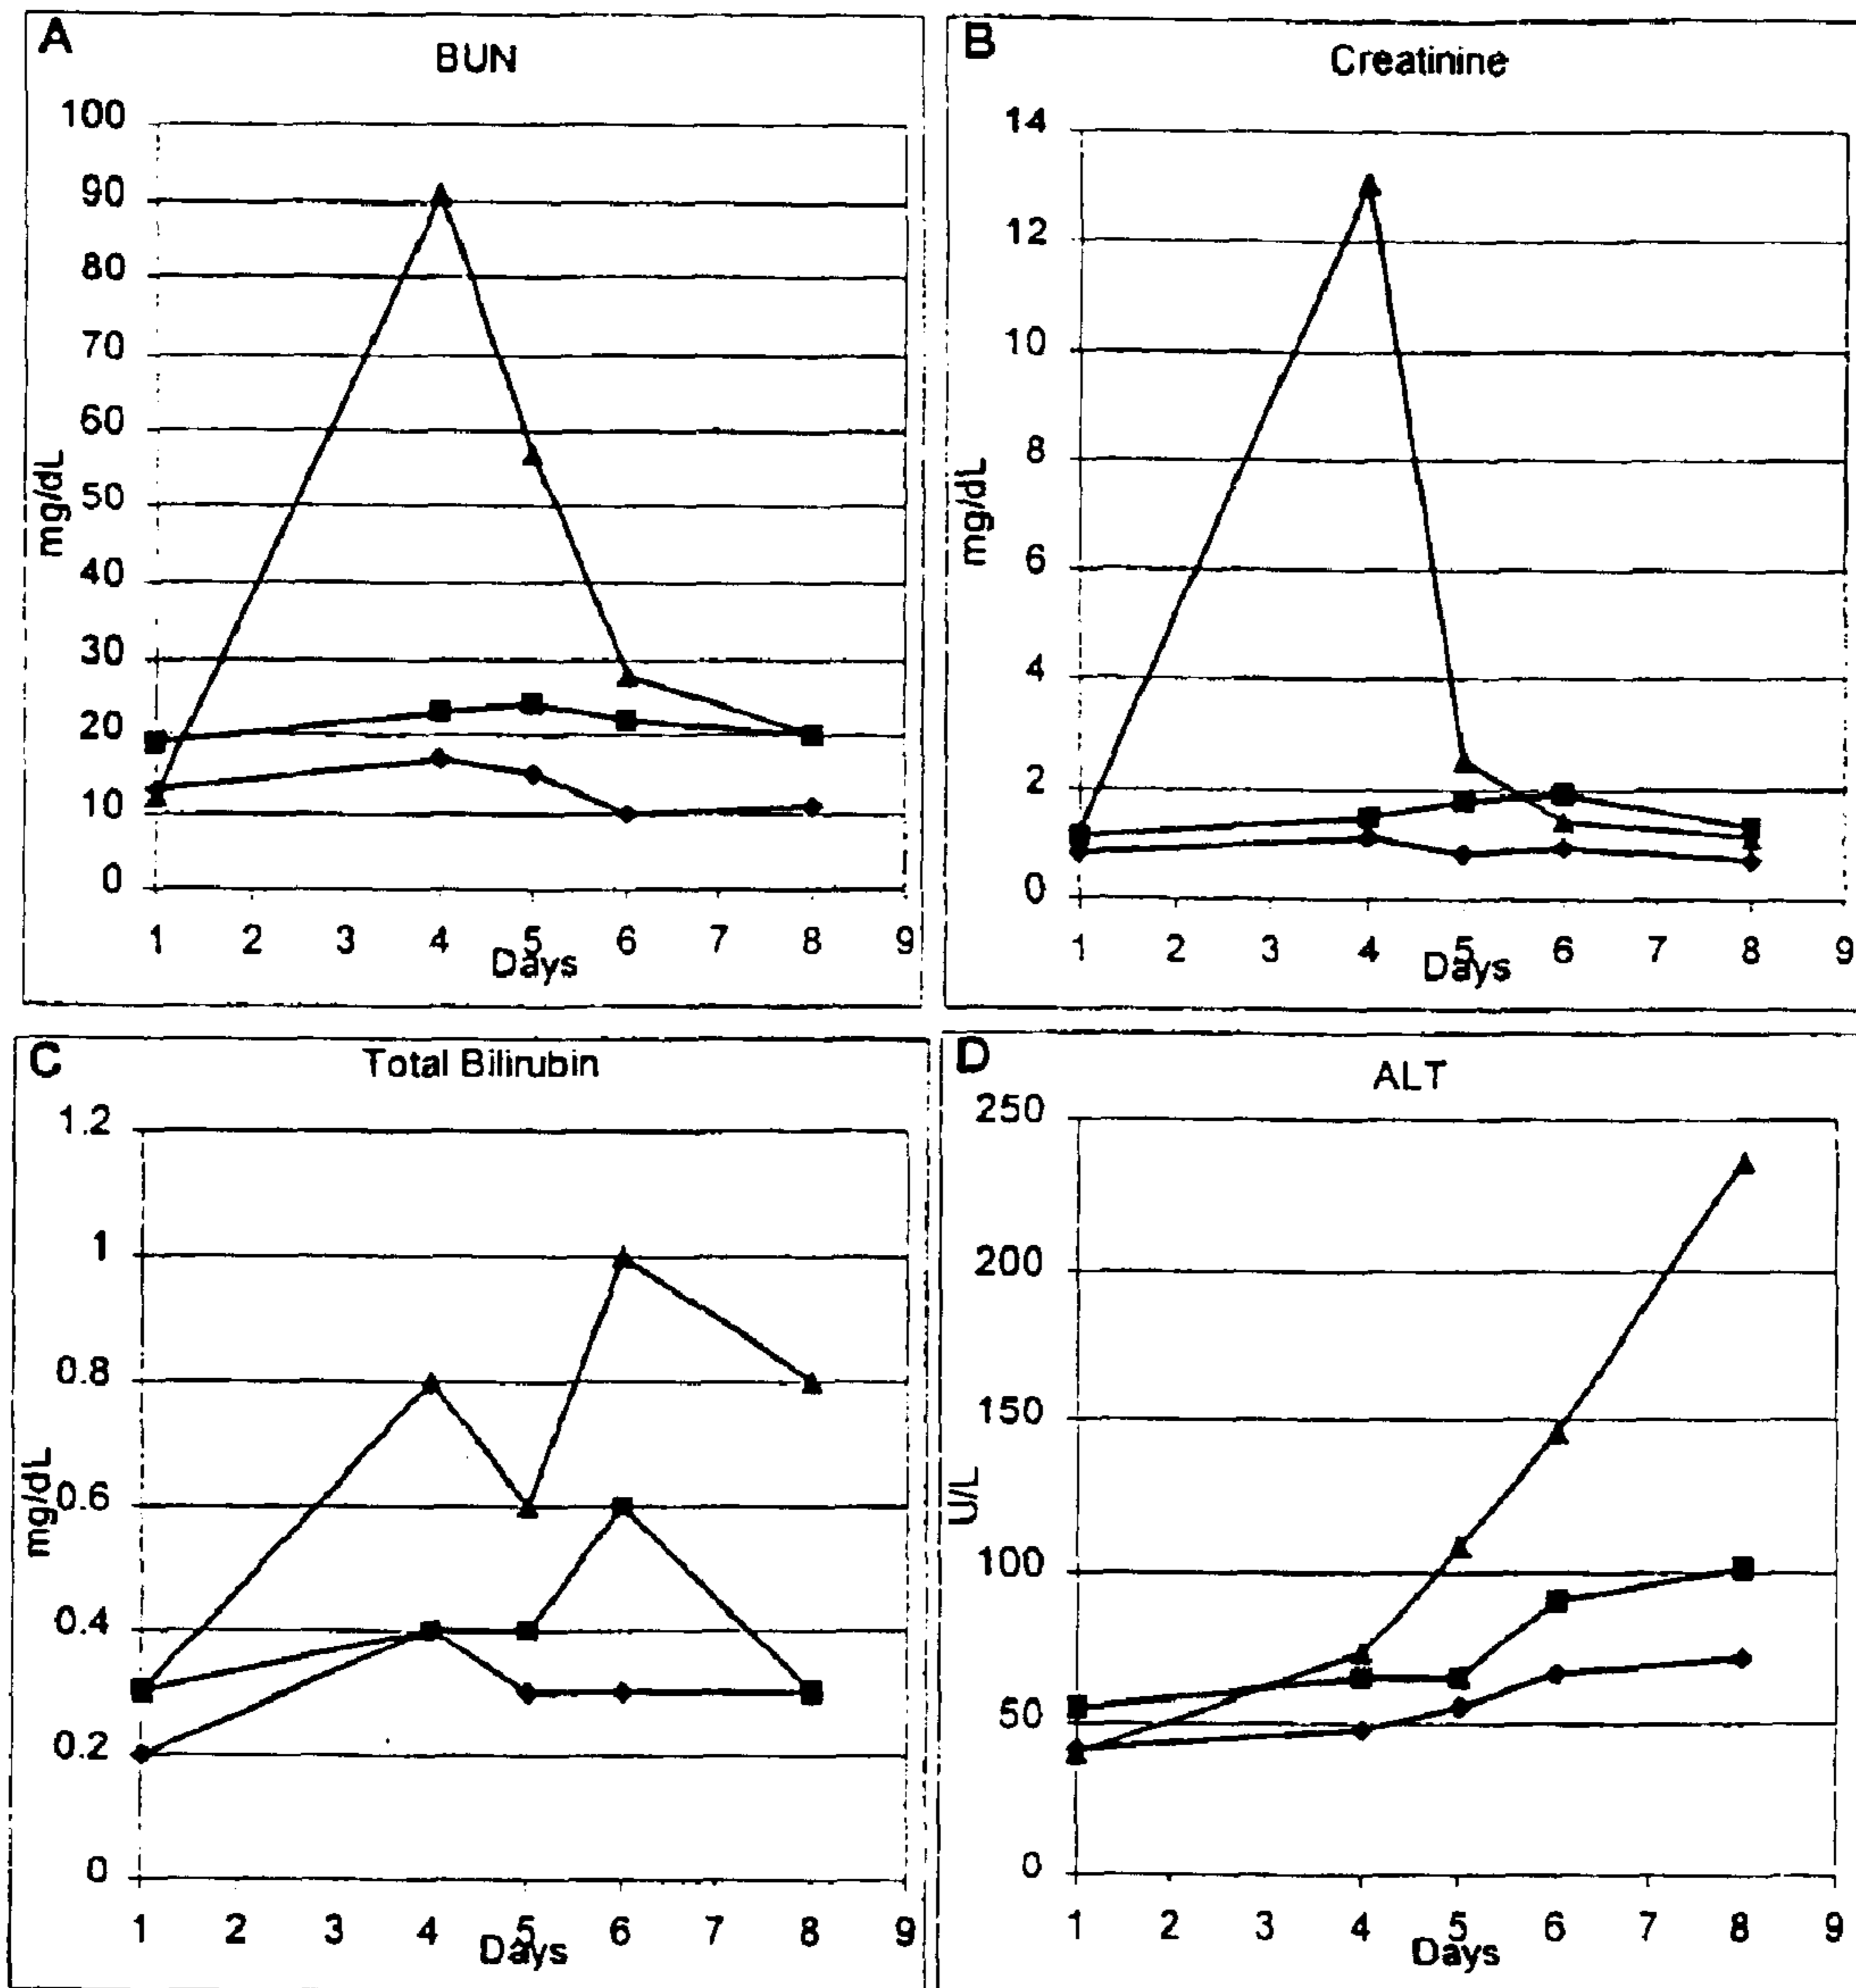 A
BUN
100
90
80
70
60
50
40
30
20
10
0
mg/dL
1 2 3 4 5 6 7 8 9
Days
B
Creatinine
14
12
10
8
6
4
2
0
mg/dL
1 2 3 4 5 6 7 8 9
Days
C
Total Bilirubin
1.2
1
0.8
0.6
0.4
0.2
0
mg/dL
1 2 3 4 5 6 7 8 9
Days
D
ALT
250
200
150
100
50
0
U/L
1 2 3 4 5 6 7 8 9
Days